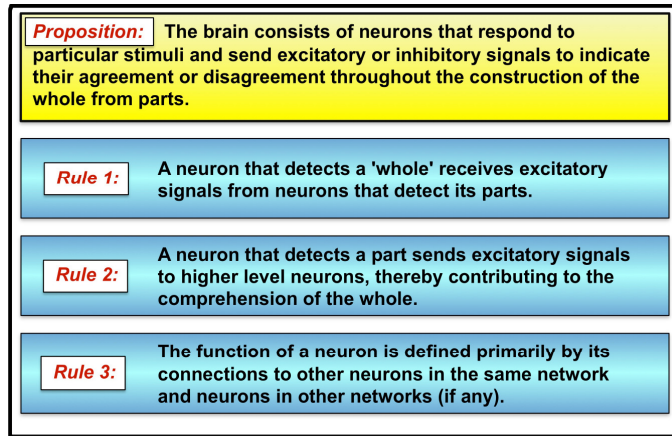 Proposition: The brain consists of neurons that respond to
particular stimuli and send excitatory or inhibitory signals to indicate
their agreement or disagreement throughout the construction of the
whole from parts.
Rule 1:
A neuron that detects a 'whole' receives excitatory
signals from neurons that detect its parts.
Rule 2:
A neuron that detects a part sends excitatory signals
to higher level neurons, thereby contributing to the
comprehension of the whole.
Rule 3:
The function of a neuron is defined primarily by its
connections to other neurons in the same network
and neurons in other networks (if any).